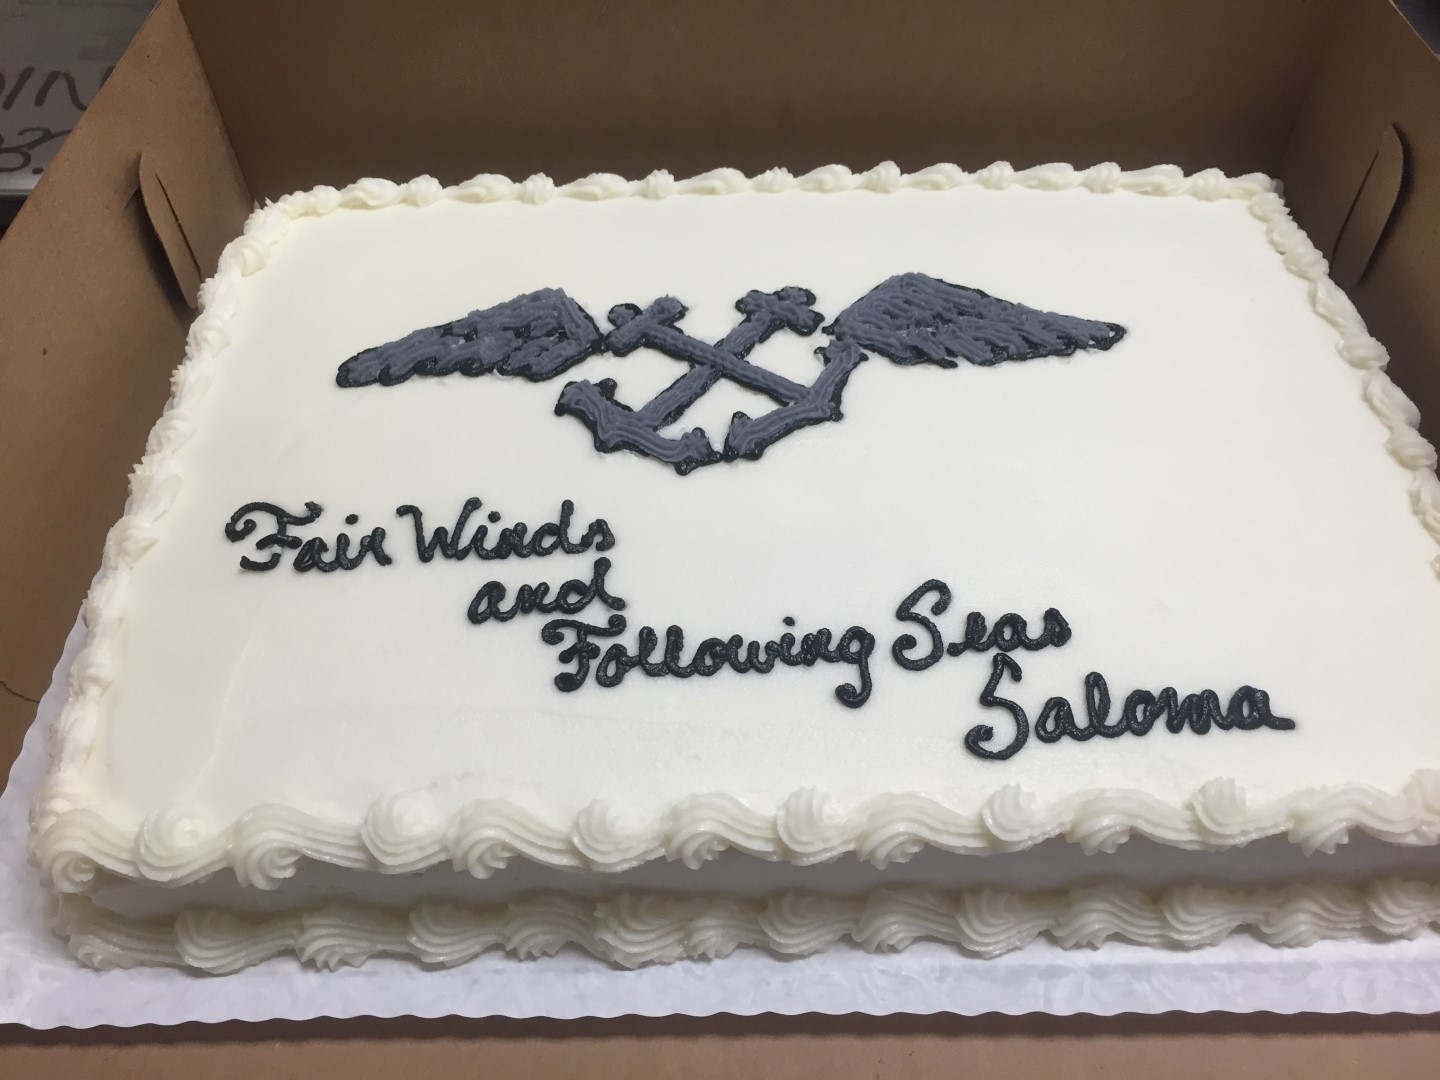 Fair Winds
and
Following Seas
Saloma